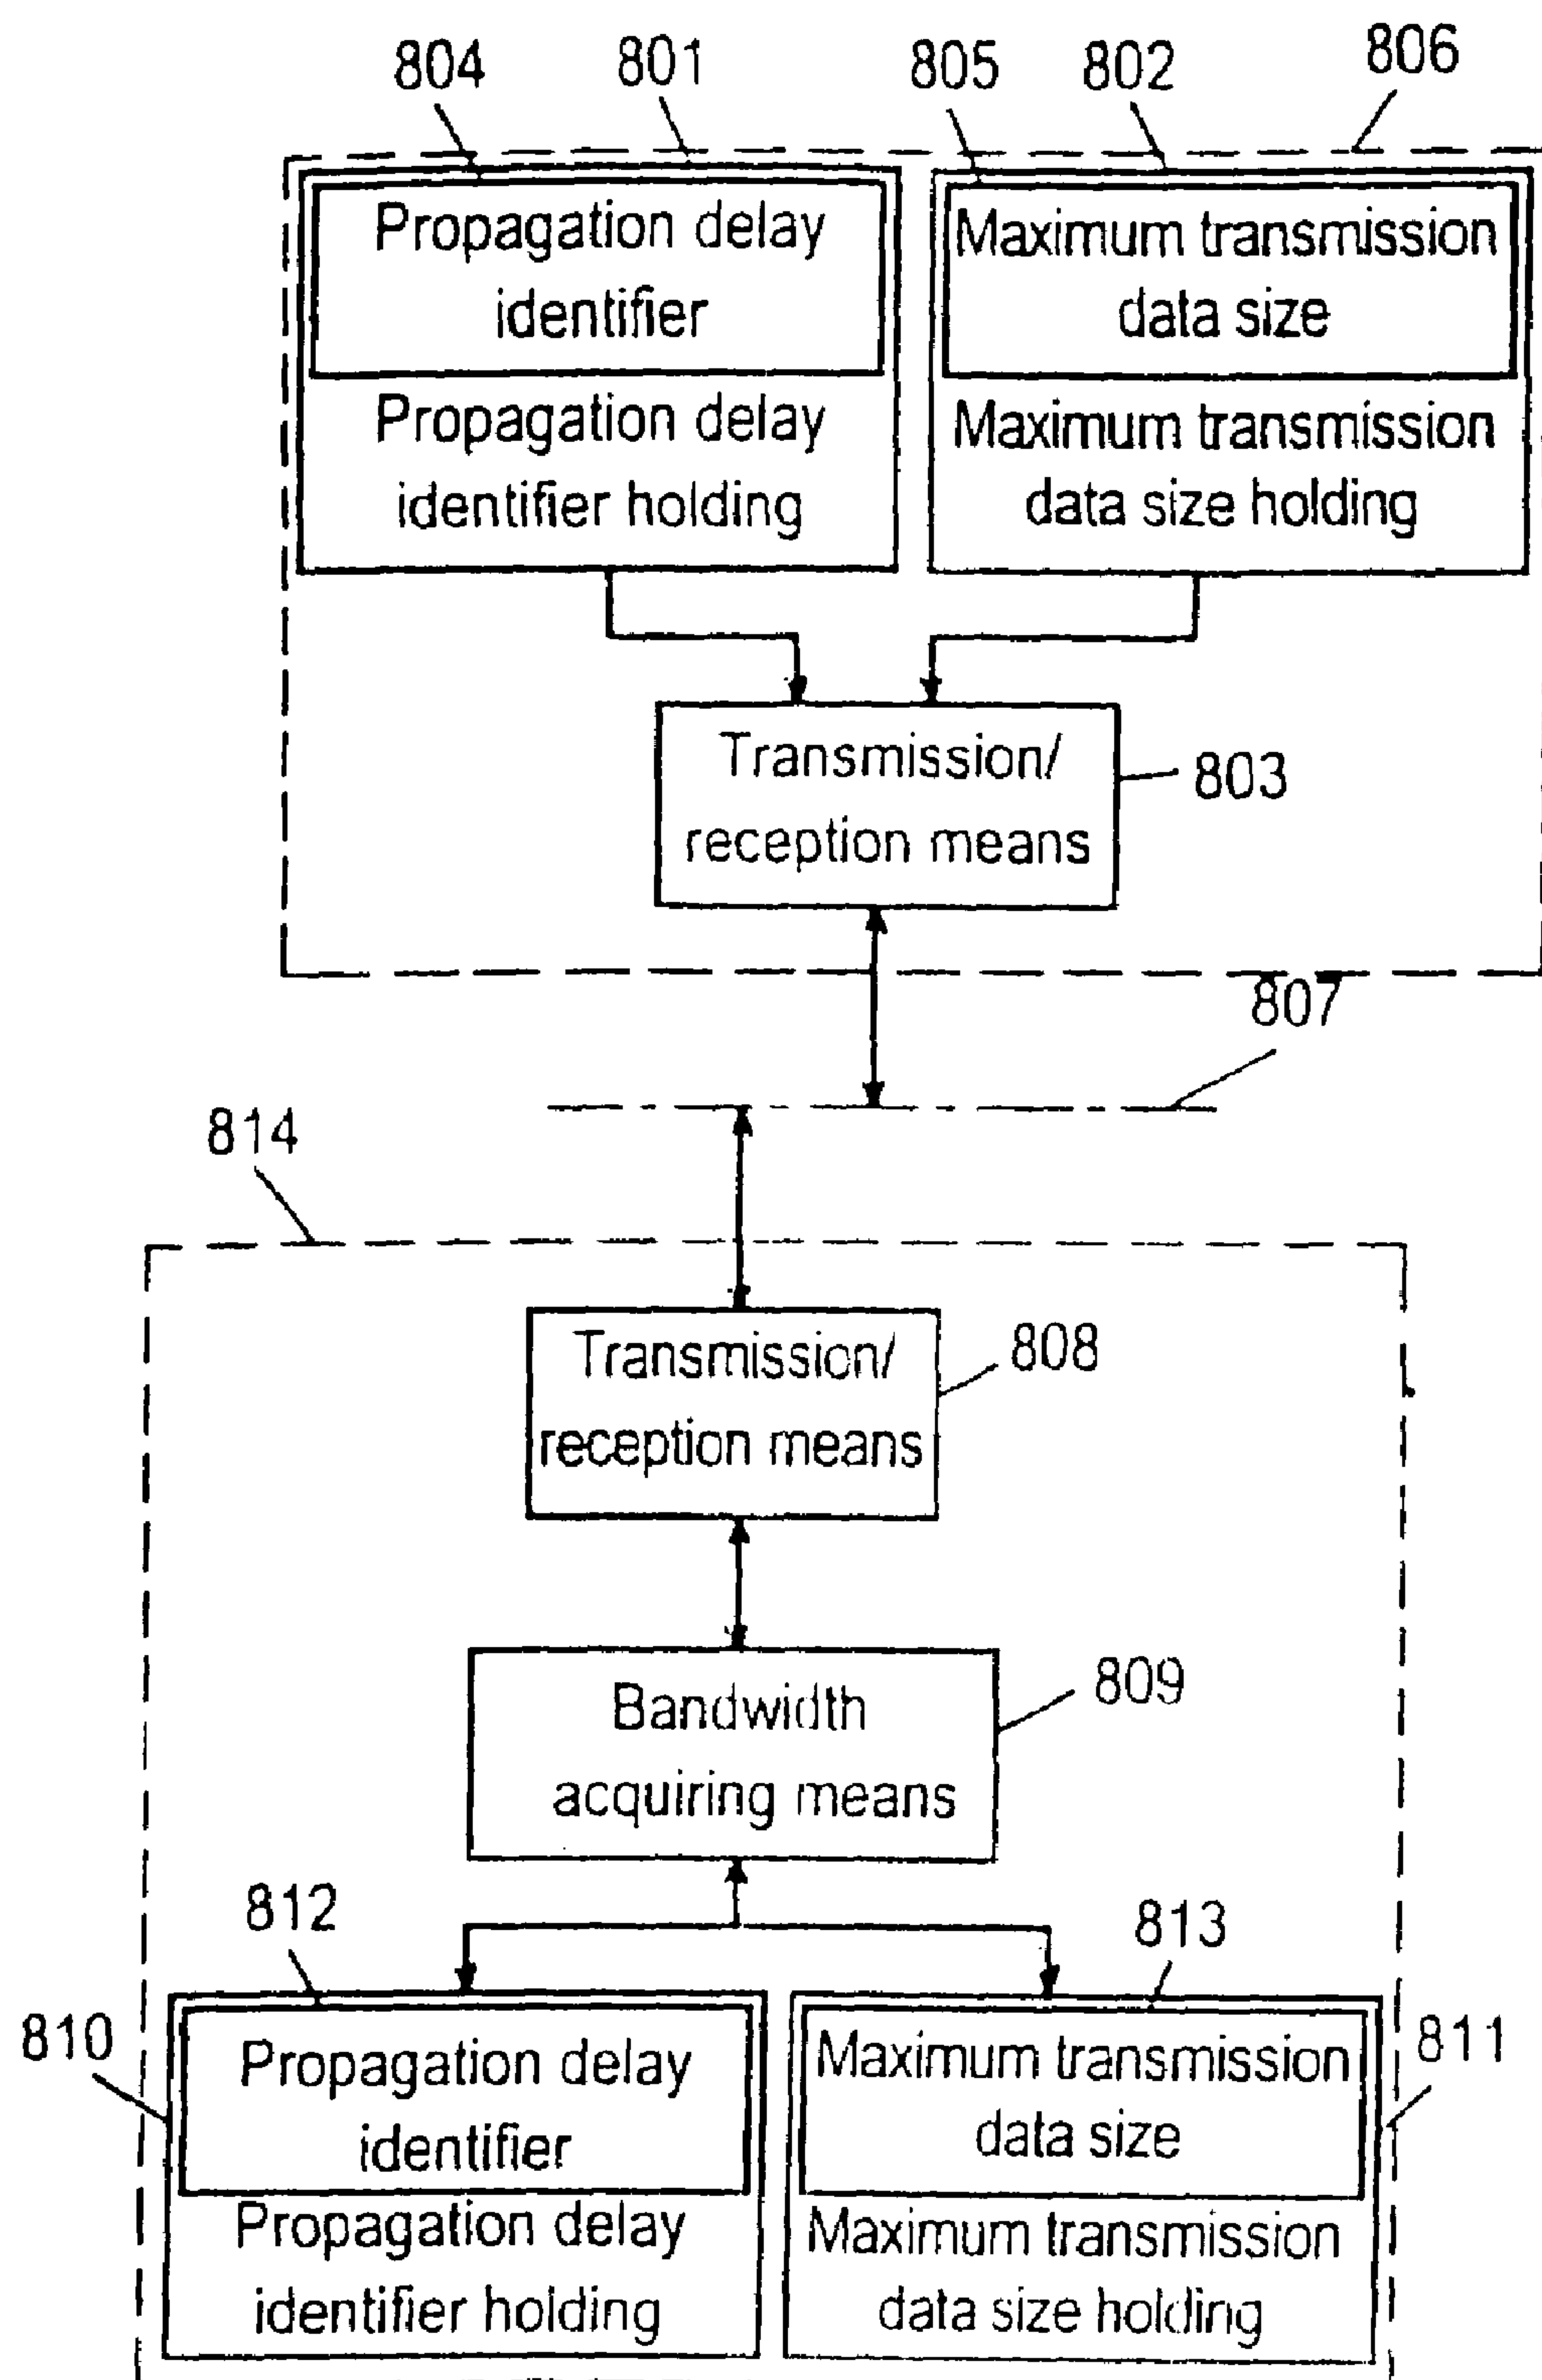 804 801 805 802 806
Propagation delay
identifier
Propagation delay
identifier holding
Maximum transmission
data size
Maximum transmission
data size holding
Transmission/
reception means
803
807
814
Transmission/
reception means
808
Bandwidth
acquiring means
809
812
813
810
811
Propagation delay
identifier
Propagation delay
identifier holding
Maximum transmission
data size
Maximum transmission
data size holding